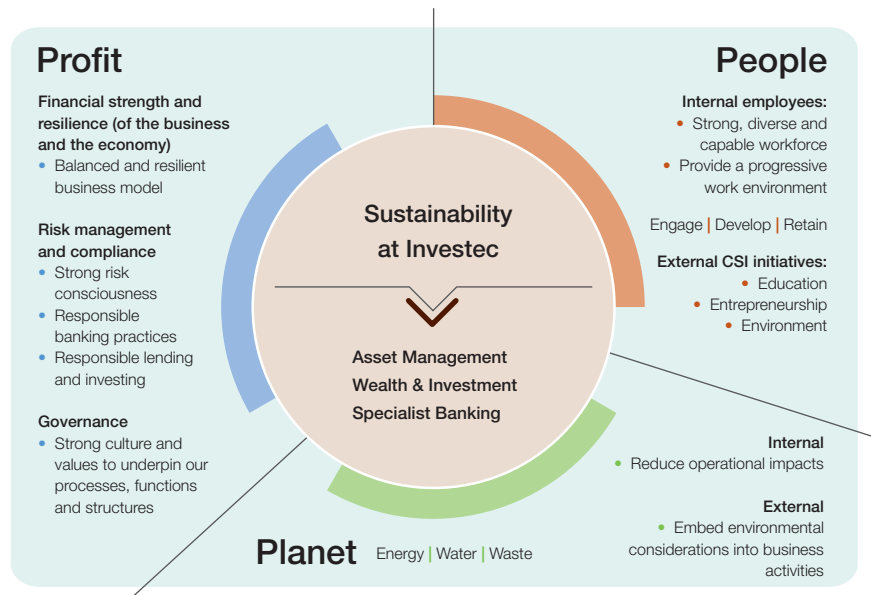 Profit
Financial strength and
resilience (of the business
and the economy)
• Balanced and resilient
business model
Risk management
and compliance
• Strong risk
consciousness
• Responsible
banking practices
• Responsible lending
and investing
Governance
• Strong culture and
values to underpin our
processes, functions
and structures
Sustainability
at Investec
Asset Management
Wealth & Investment
Specialist Banking
People
Internal employees:
• Strong, diverse and
capable workforce
• Provide a progressive
work environment
Engage | Develop | Retain
External CSI initiatives:
• Education
• Entrepreneurship
• Environment
Planet
Energy | Water | Waste
Internal
• Reduce operational impacts
External
• Embed environmental
considerations into business
activities